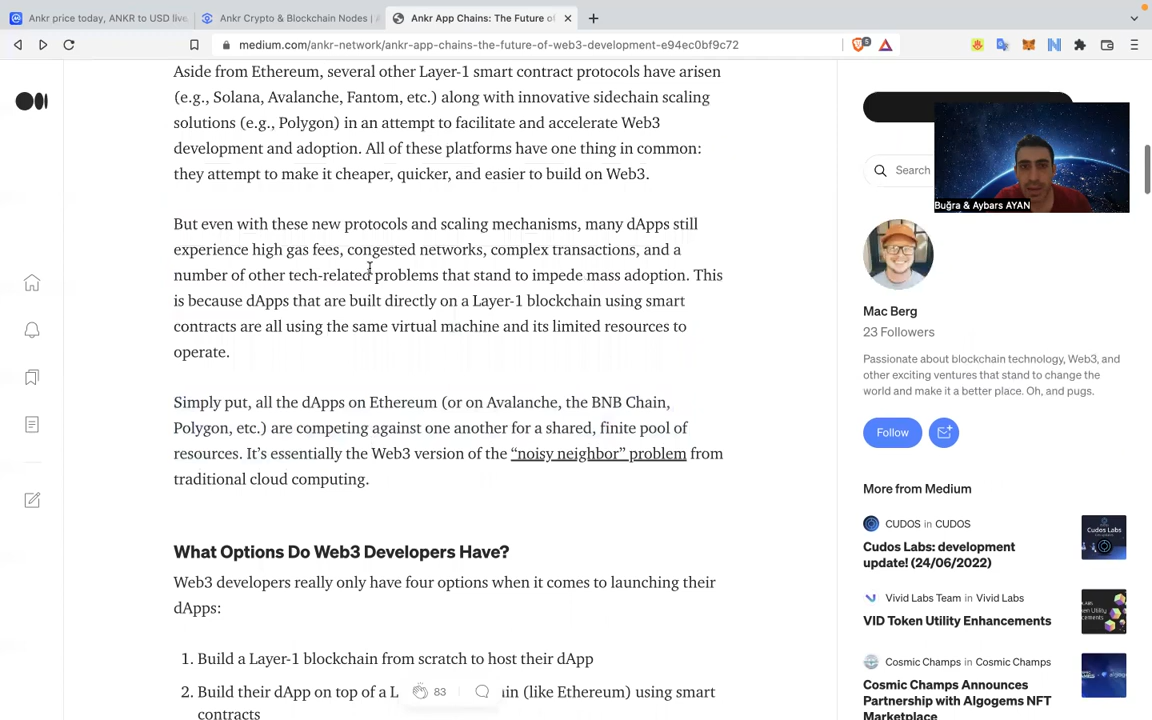 Ankr price today, ANKR to USD live,
Ankr Crypto & Blockchain Nodes |
Ankr App Chains: The Future of
medium.com/ankr-network/ankr-app-chains-the-future-of-web3-development-e94ec0bf9c72
Aside from Ethereum, several other Layer-1 smart contract protocols have arisen
(e.g., Solana, Avalanche, Fantom, etc.) along with innovative sidechain scaling
solutions (e.g., Polygon) in an attempt to facilitate and accelerate Web3
development and adoption. All of these platforms have one thing in common:
they attempt to make it cheaper, quicker, and easier to build on Web3.
But even with these new protocols and scaling mechanisms, many dApps still
experience high gas fees, congested networks, complex transactions, and a
number of other tech-related problems that stand to impede mass adoption. This
is because dApps that are built directly on a Layer-1 blockchain using smart
contracts are all using the same virtual machine and its limited resources to
operate.
Simply put, all the dApps on Ethereum (or on Avalanche, the BNB Chain,
Polygon, etc.) are competing against one another for a shared, finite pool of
resources. It’s essentially the Web3 version of the “noisy neighbor” problem from
traditional cloud computing.
What Options Do Web3 Developers Have?
Web3 developers really only have four options when it comes to launching their
dApps:
1. Build a Layer-1 blockchain from scratch to host their dApp
2. Build their dApp on top of a L ain (like Ethereum) using smart
contracts
83
Search
Buğra & Aybars AYAN
Mac Berg
23 Followers
Passionate about blockchain technology, Web3, and
other exciting ventures that stand to change the
world and make it a better place. Oh, and pugs.
Follow
More from Medium
CUDOS in CUDOS
Cudos Labs: development
update! (24/06/2022)
Cudos Labs
Vivid Labs Team in Vivid Labs
VID Token Utility Enhancements
Cosmic Champs in Cosmic Champs
Cosmic Champs Announces
Partnership with Algogems NFT
Marketplace